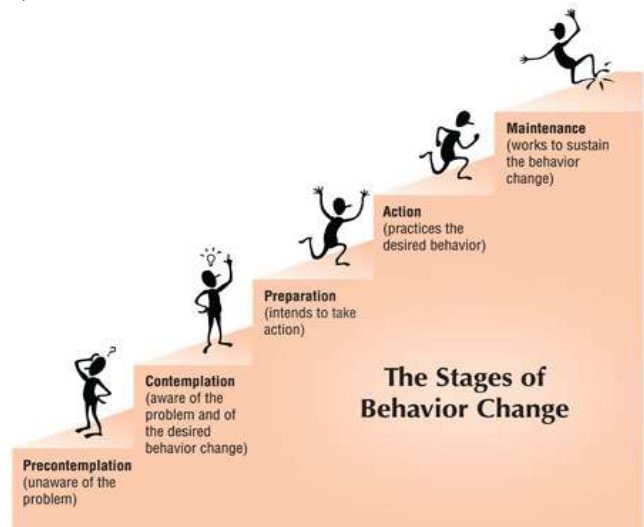 Maintenance
(works to sustain
the behavior
change)
Action
(practices the
desired behavior)
Preparation
(intends to take
action)
Contemplation
(aware of the
problem and of
the desired
behavior change)
Precontemplation
(unaware of the
problem)
The Stages of
Behavior Change
?